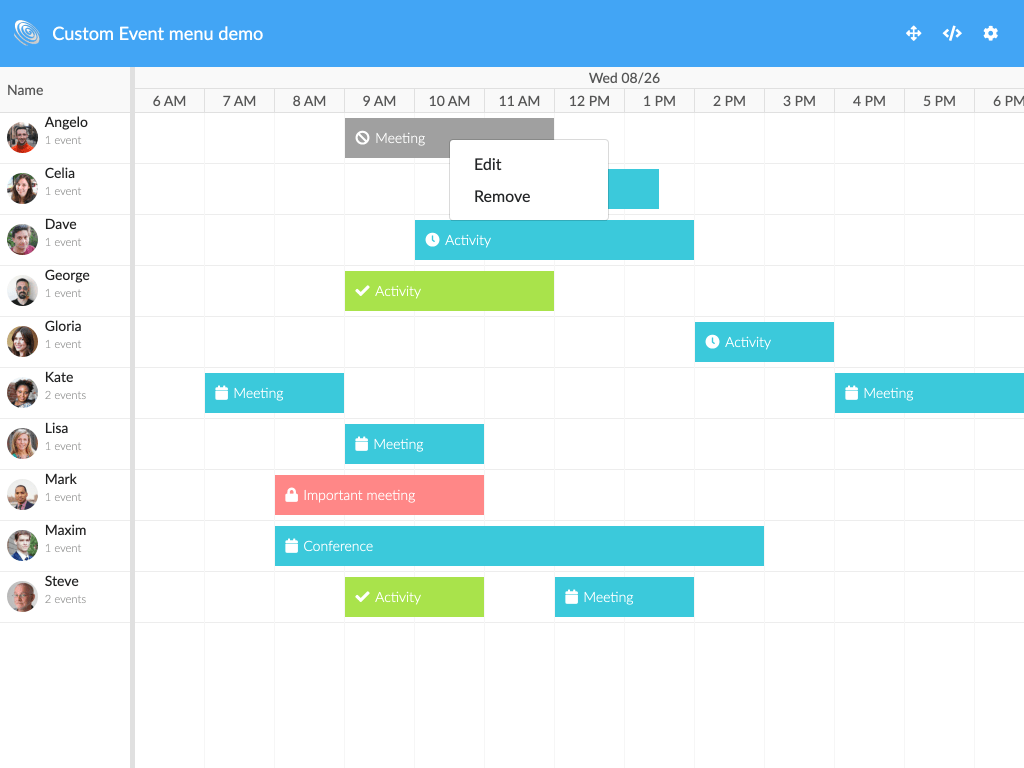 Custom Event menu demo
Name
Wed 08/26
6 AM 7 AM 8 AM 9 AM 10 AM 11 AM 12 PM 1 PM 2 PM 3 PM 4 PM 5 PM 6 PM
Angelo
1 event
Meeting
Edit
Remove
Celia
1 event
Dave
1 event
Activity
George
1 event
Activity
Gloria
1 event
Activity
Kate
2 events
Meeting Meeting
Lisa
1 event
Meeting
Mark
1 event
Important meeting
Maxim
1 event
Conference
Steve
2 events
Activity Meeting